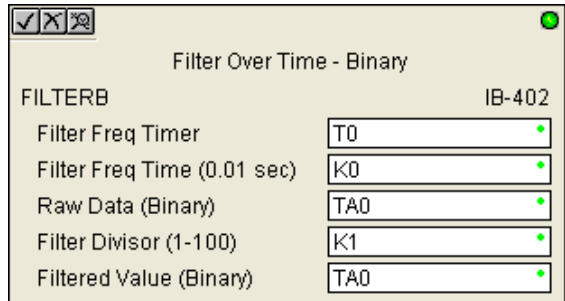 Filter Over Time - Binary
FILTERB IB-402
Filter Freq Timer T0
Filter Freq Time (0.01 sec) K0
Raw Data (Binary) TA0
Filter Divisor (1-100) K1
Filtered Value (Binary) TA0